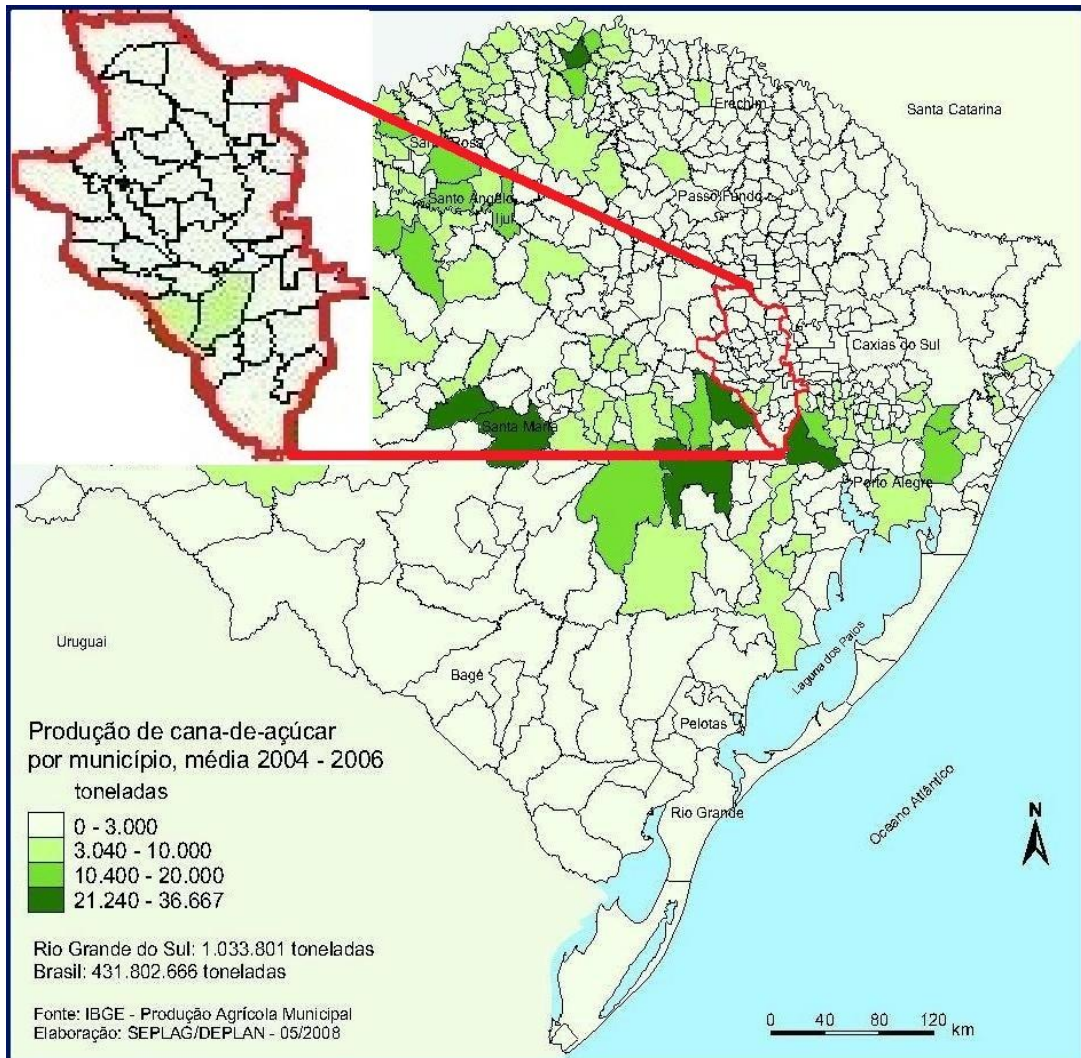 Santa Catarina
Erechim
Passo Fundo
Santo Ângelo
Ijuí
Caxias do Sul
Santa Maria
Porto Alegre
Uruguai
Bagé
Laguna dos Patos
Pelotas
Rio Grande
Oceano Atlântico
N
Produção de cana-de-açúcar
por município, média 2004 - 2006
toneladas
0 - 3.000
3.040 - 10.000
10.400 - 20.000
21.240 - 36.667
Rio Grande do Sul: 1.033.801 toneladas
Brasil: 431.802.666 toneladas
Fonte: IBGE - Produção Agrícola Municipal
Elaboração: SEPLAG/DEPLAN - 05/2008
0 40 80 120 km